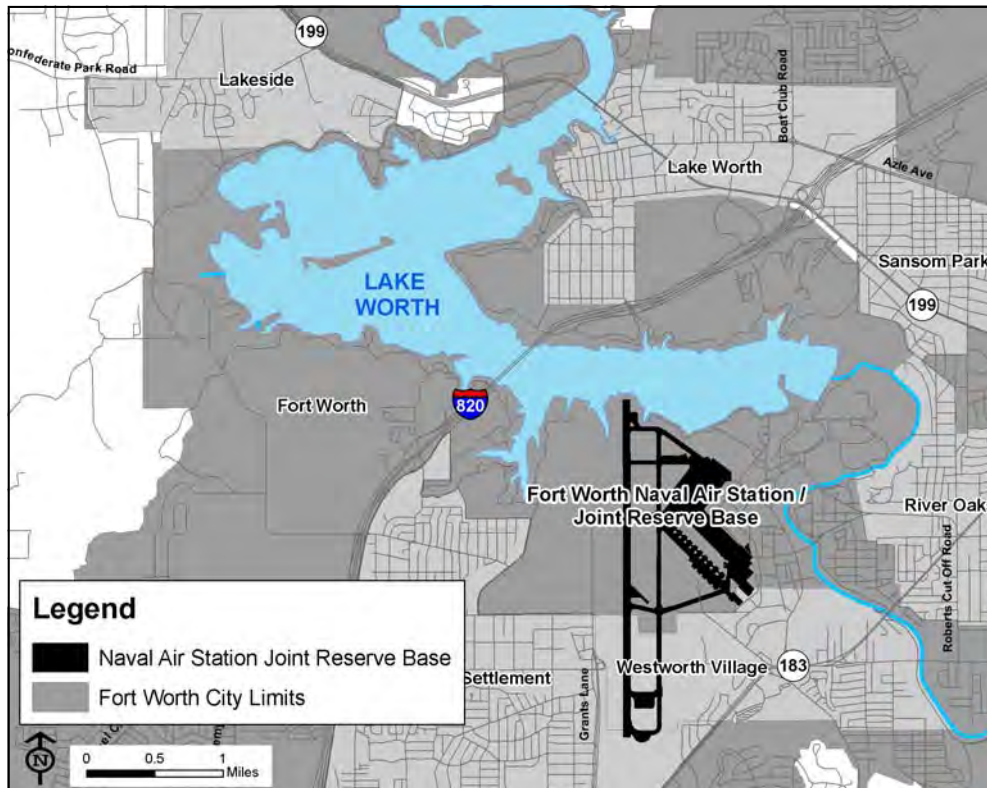 199
onfederate Park Road
Lakeside
Boat Club Road
Lake Worth
Azle Ave
Sansom Park
LAKE
WORTH
199
Fort Worth
820
Fort Worth Naval Air Station /
Joint Reserve Base
River Oak
Roberts Cut Off Road
Legend
Naval Air Station Joint Reserve Base
Fort Worth City Limits
Settlement
Westworth Village
183
Grants Lane
N
0 0.5 1
Miles